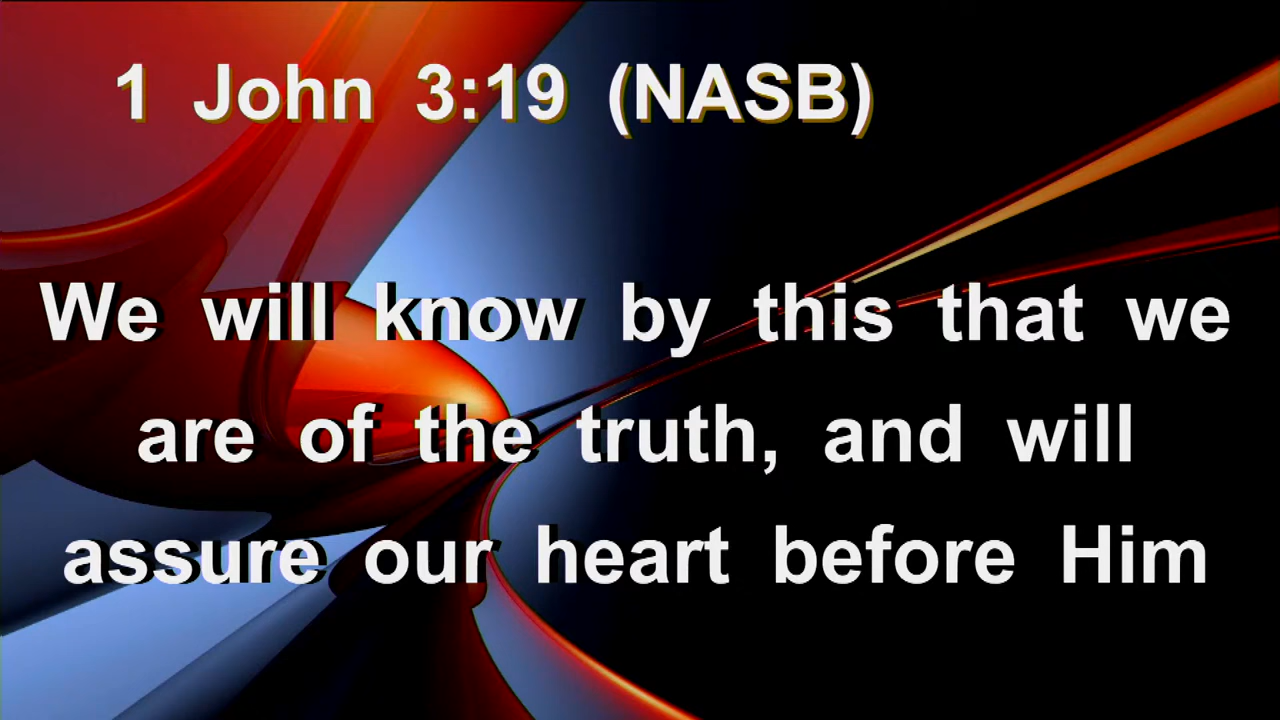 1 John 3:19 (NASB)
We will know by this that we
are of the truth, and will
assure our heart before Him